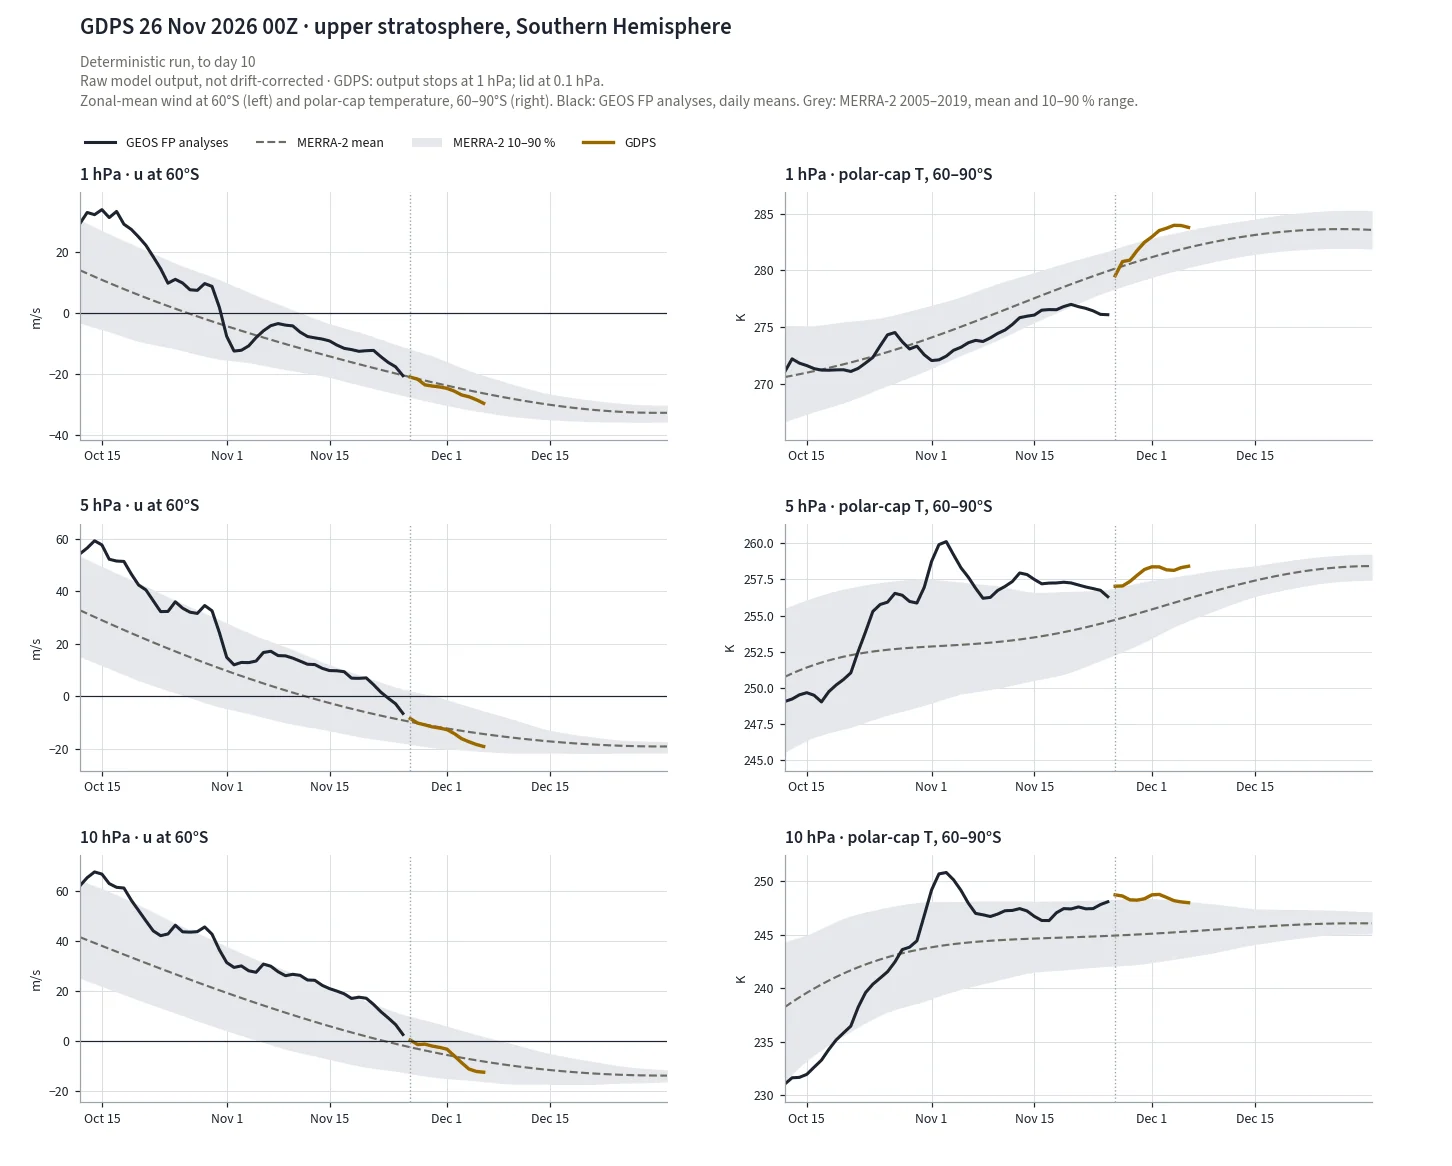 GDPS 26 Nov 2026 00Z · upper stratosphere, Southern Hemisphere
Deterministic run, to day 10
Raw model output, not drift-corrected · GDPS: output stops at 1 hPa; lid at 0.1 hPa.
Zonal-mean wind at 60°S (left) and polar-cap temperature, 60–90°S (right). Black: GEOS FP analyses, daily means. Grey: MERRA-2 2005–2019, mean and 10–90 % range.
GEOS FP analyses MERRA-2 mean MERRA-2 10–90 % GDPS
1 hPa · u at 60°S
m/s
20
0
−20
−40
Oct 15 Nov 1 Nov 15 Dec 1 Dec 15
1 hPa · polar-cap T, 60–90°S
K
285
280
275
270
Oct 15 Nov 1 Nov 15 Dec 1 Dec 15
5 hPa · u at 60°S
m/s
60
40
20
0
−20
Oct 15 Nov 1 Nov 15 Dec 1 Dec 15
5 hPa · polar-cap T, 60–90°S
K
260.0
257.5
255.0
252.5
250.0
247.5
245.0
Oct 15 Nov 1 Nov 15 Dec 1 Dec 15
10 hPa · u at 60°S
m/s
60
40
20
0
−20
Oct 15 Nov 1 Nov 15 Dec 1 Dec 15
10 hPa · polar-cap T, 60–90°S
K
250
245
240
235
230
Oct 15 Nov 1 Nov 15 Dec 1 Dec 15